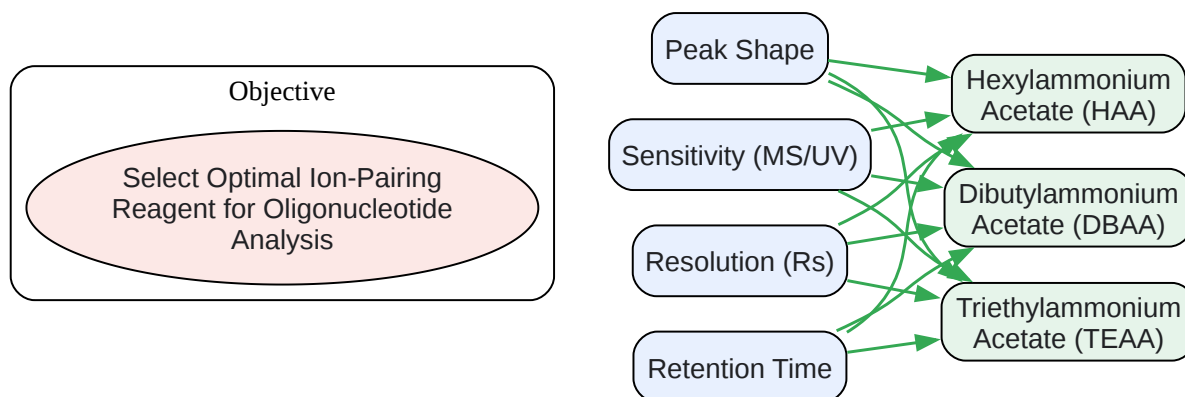 Objective
Select Optimal Ion-Pairing
Reagent for Oligonucleotide
Analysis
Peak Shape
Sensitivity (MS/UV)
Resolution (Rs)
Retention Time
Hexylammonium
Acetate (HAA)
Dibutylammonium
Acetate (DBAA)
Triethylammonium
Acetate (TEAA)